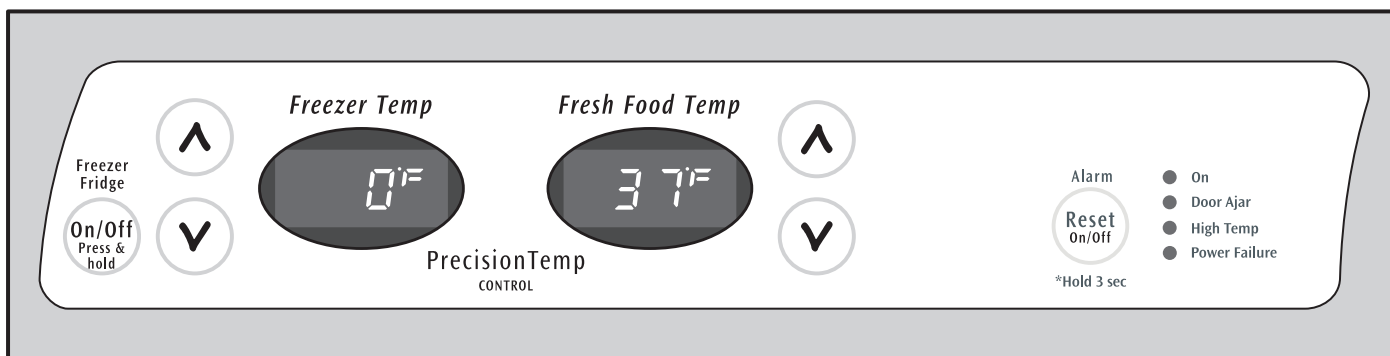 Freezer Temp
Fresh Food Temp
Freezer
Fridge
On/Off
Press &
hold
0°F
37°F
PrecisionTemp
CONTROL
Alarm
Reset
On/Off
*Hold 3 sec
On
Door Ajar
High Temp
Power Failure